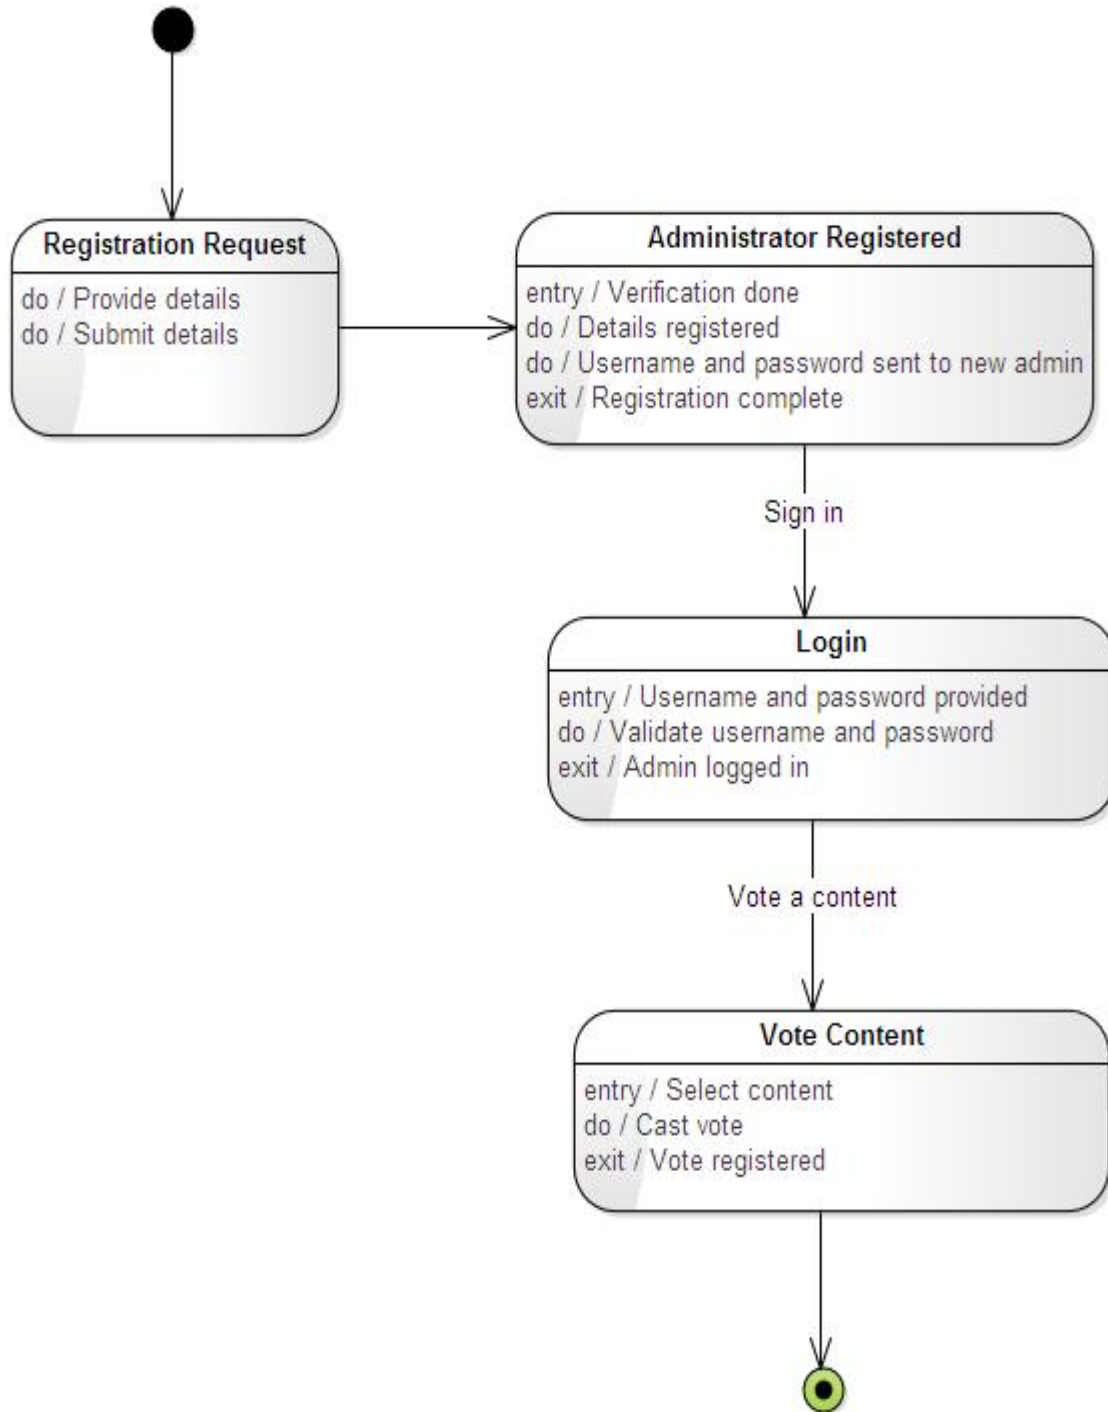 Registration Request
do / Provide details
do / Submit details
Administrator Registered
entry / Verification done
do / Details registered
do / Username and password sent to new admin
exit / Registration complete
Sign in
Login
entry / Username and password provided
do / Validate username and password
exit / Admin logged in
Vote a content
Vote Content
entry / Select content
do / Cast vote
exit / Vote registered